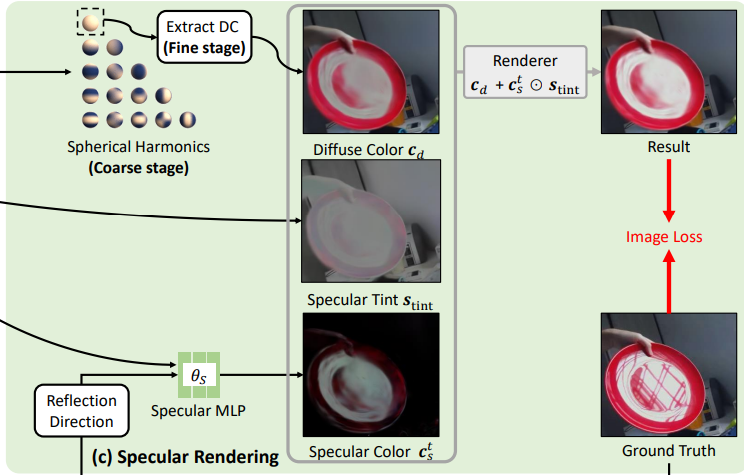 Extract DC
(Fine stage)
Spherical Harmonics
(Coarse stage)
Diffuse Color 𝒄_d
Specular Tint 𝒔_tint
Specular Color 𝒄_s^t
Renderer
𝒄_d + 𝒄_s^t ⊙ 𝒔_tint
Result
Image Loss
Ground Truth
θ_S
Specular MLP
Reflection
Direction
(c) Specular Rendering